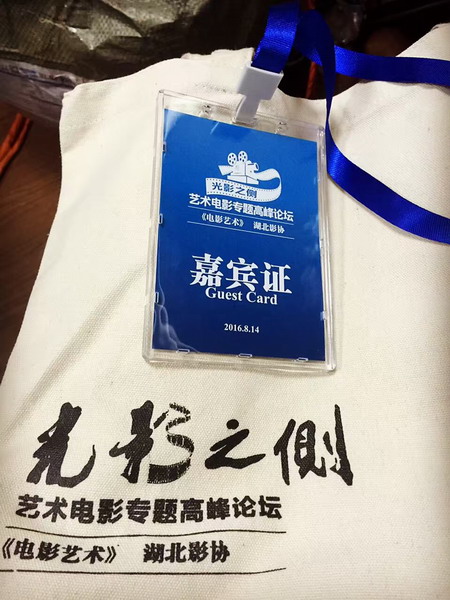 光影之侧
艺术电影专题高峰论坛
《电影艺术》 湖北影协
嘉宾证
Guest Card
2016.8.14
光影之侧
艺术电影专题高峰论坛
《电影艺术》 湖北影协